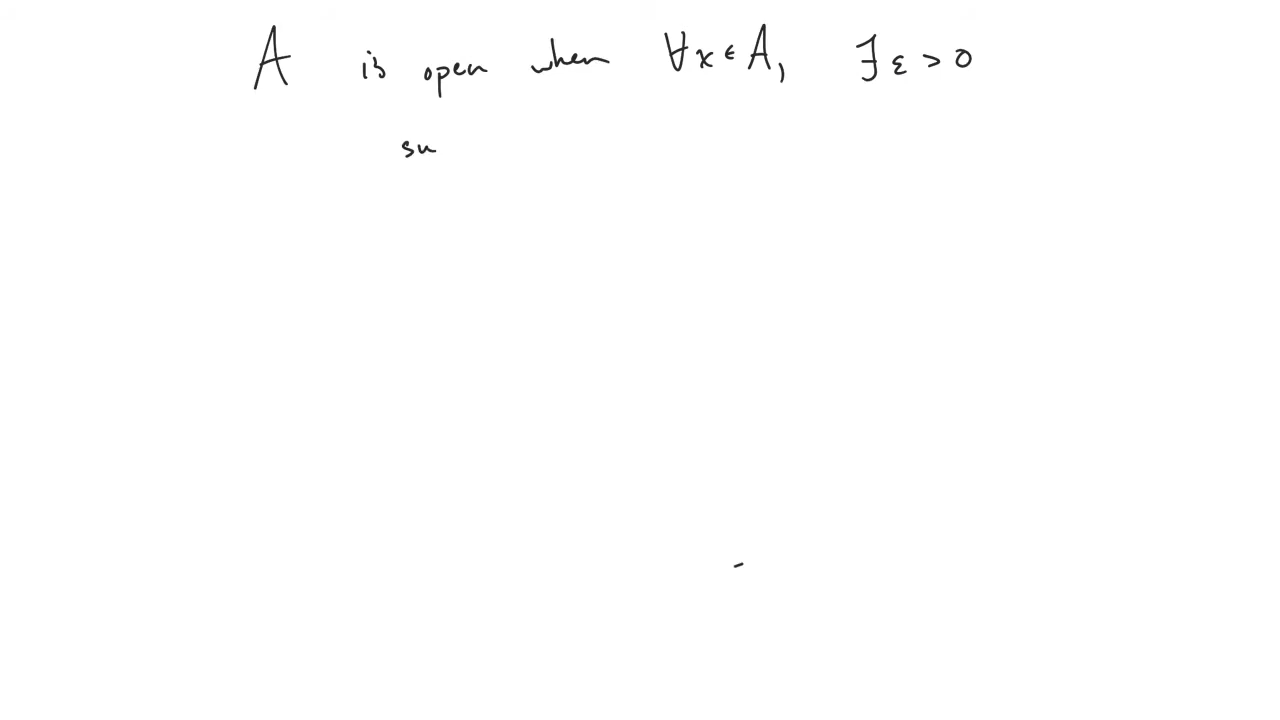 A is open when ∀x ∈ A, ∃ ε > 0
su